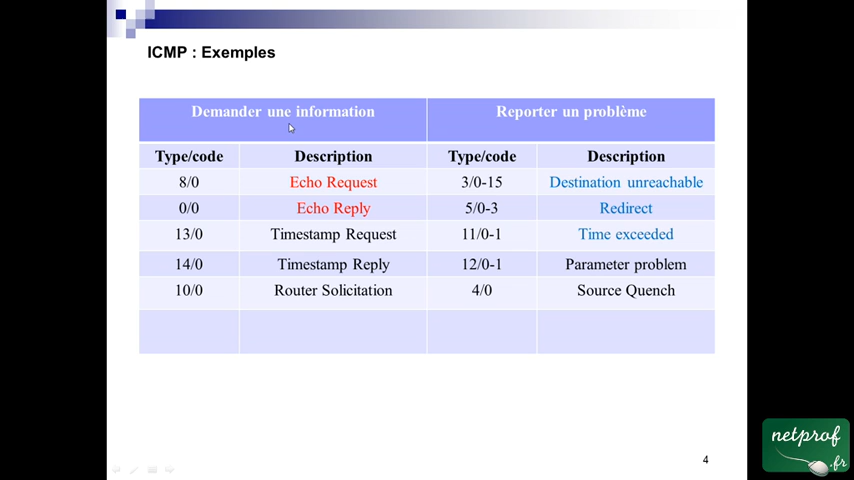 ICMP : Exemples
Demander une information Reporter un problème
Type/code Description Type/code Description
8/0 Echo Request 3/0-15 Destination unreachable
0/0 Echo Reply 5/0-3 Redirect
13/0 Timestamp Request 11/0-1 Time exceeded
14/0 Timestamp Reply 12/0-1 Parameter problem
10/0 Router Solicitation 4/0 Source Quench
4
netprof
.fr